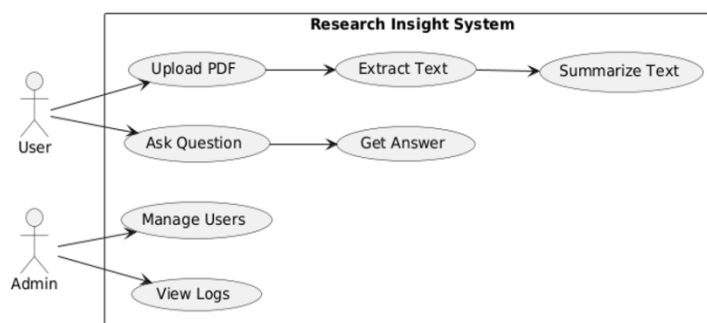 Research Insight System
Upload PDF
Extract Text
Summarize Text
User
Ask Question
Get Answer
Manage Users
Admin
View Logs